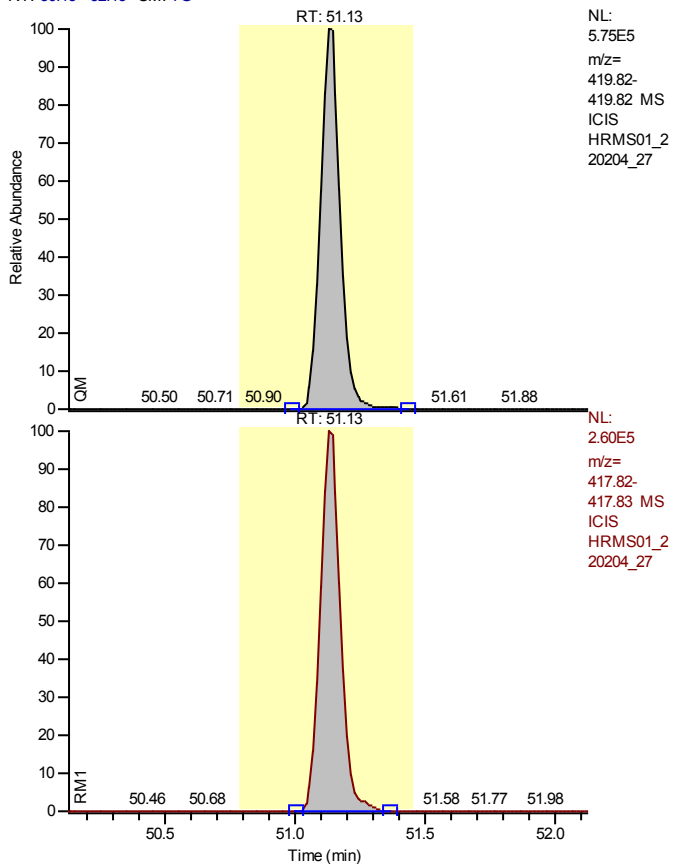 RT: 51.13
NL:
5.75E5
m/z=
419.82-
419.82 MS
ICIS
HRMS01_2
20204_27
100
90
80
70
60
50
40
30
20
10
0
Relative Abundance
QM
50.50 50.71 50.90 51.61 51.88
RT: 51.13
NL:
2.60E5
m/z=
417.82-
417.83 MS
ICIS
HRMS01_2
20204_27
100
90
80
70
60
50
40
30
20
10
0
RM1
50.46 50.68 51.58 51.77 51.98
50.5 51.0 51.5 52.0
Time (min)